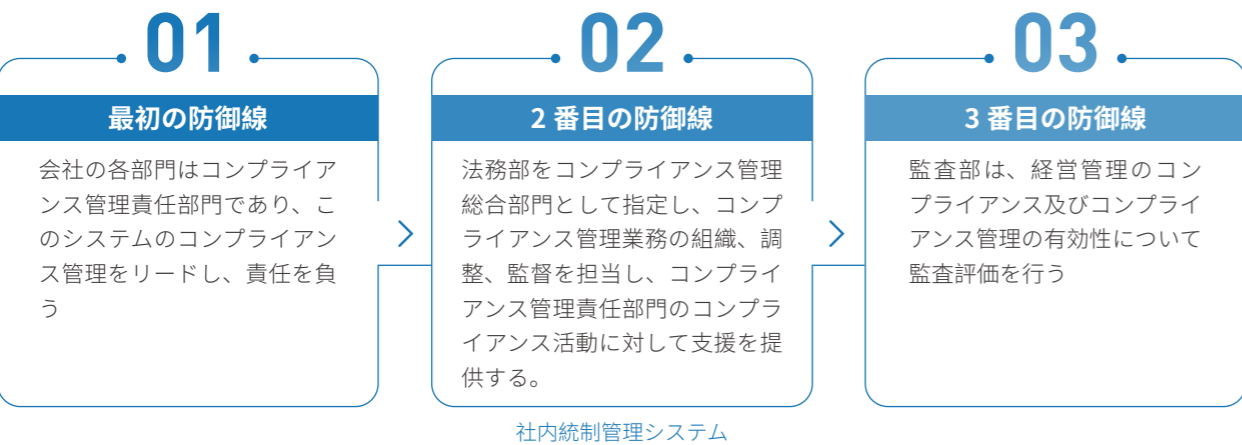 01
最初の防御線
会社の各部門はコンプライア
ンス管理責任部門であり、こ
のシステムのコンプライアン
ス管理をリードし、責任を負
う
02
2 番目の防御線
法務部をコンプライアンス管理
総合部門として指定し、コンプ
ライアンス管理業務の組織、調
整、監督を担当し、コンプライ
アンス管理責任部門のコンプラ
イアンス活動に対して支援を提
供する。
03
3 番目の防御線
監査部は、経営管理のコン
プライアンス及びコンプライ
アンス管理の有効性について
監査評価を行う
社内統制管理システム